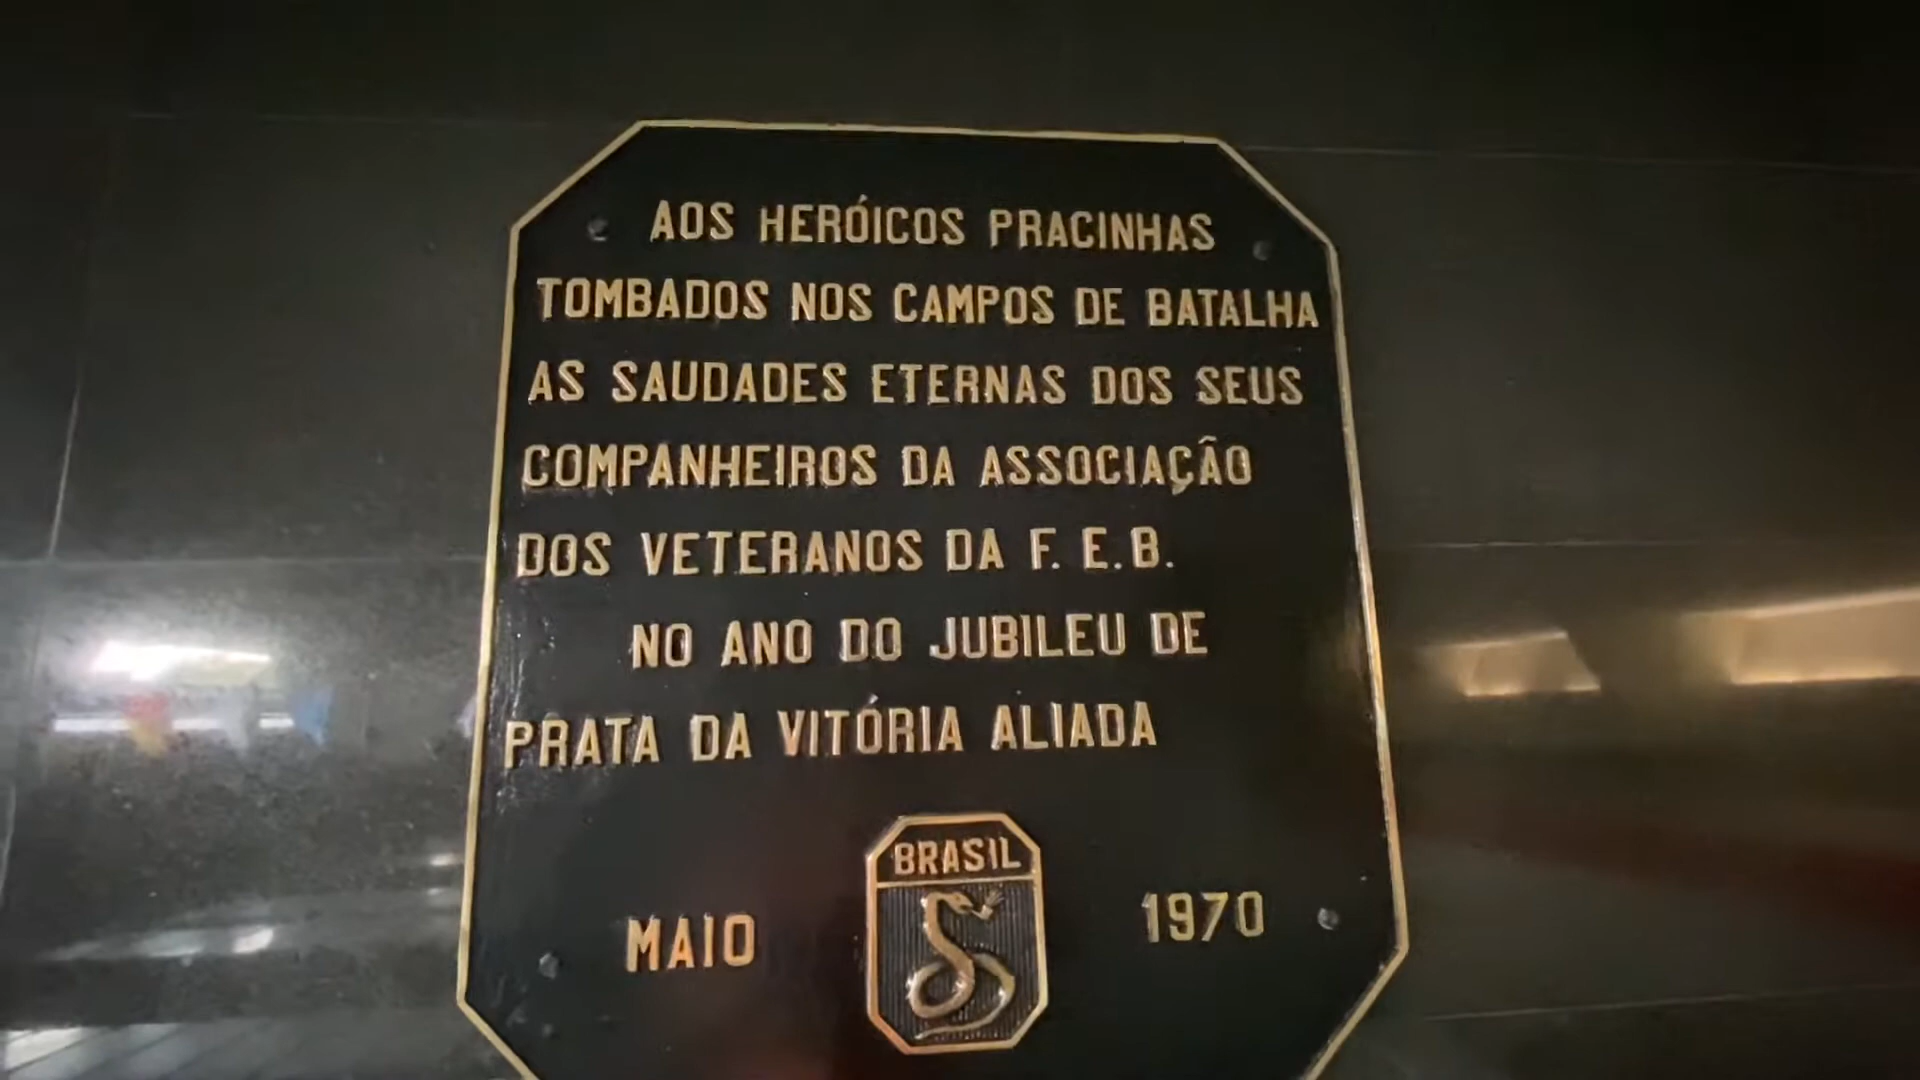 AOS HERÓICOS PRACINHAS
TOMBADOS NOS CAMPOS DE BATALHA
AS SAUDADES ETERNAS DOS SEUS
COMPANHEIROS DA ASSOCIAÇÃO
DOS VETERANOS DA F. E. B.
NO ANO DO JUBILEU DE
PRATA DA VITÓRIA ALIADA
BRASIL
MAIO 1970